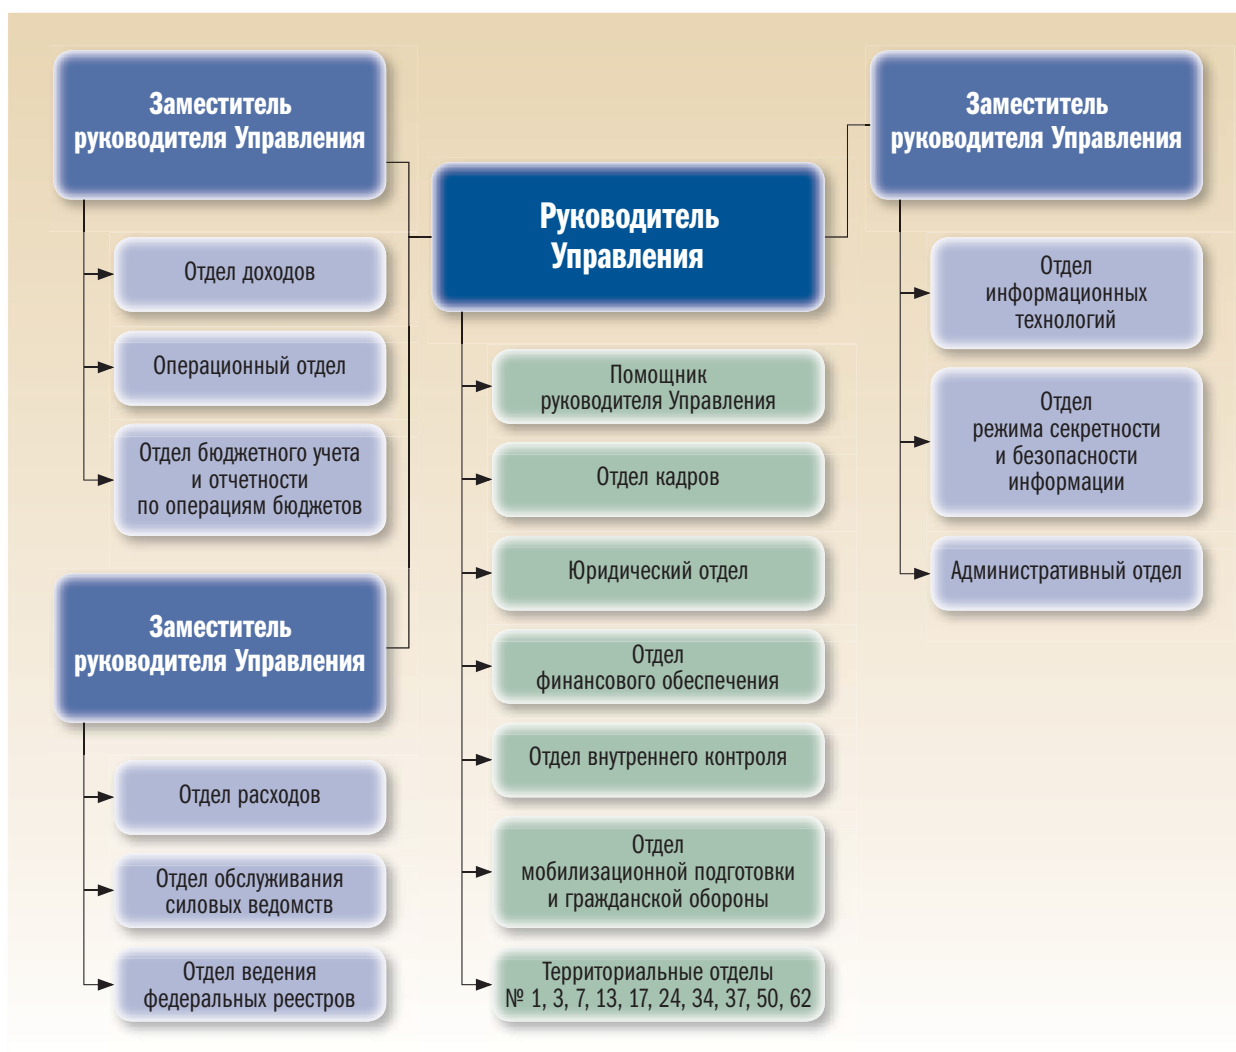 Заместитель
руководителя Управления
Отдел доходов
Операционный отдел
Отдел бюджетного учета
и отчетности
по операциям бюджетов
Заместитель
руководителя Управления
Отдел расходов
Отдел обслуживания
силовых ведомств
Отдел ведения
федеральных реестров
Руководитель
Управления
Помощник
руководителя Управления
Отдел кадров
Юридический отдел
Отдел
финансового обеспечения
Отдел внутреннего контроля
Отдел
мобилизационной подготовки
и гражданской обороны
Территориальные отделы
№ 1, 3, 7, 13, 17, 24, 34, 37, 50, 62
Заместитель
руководителя Управления
Отдел
информационных
технологий
Отдел
режима секретности
и безопасности
информации
Административный отдел